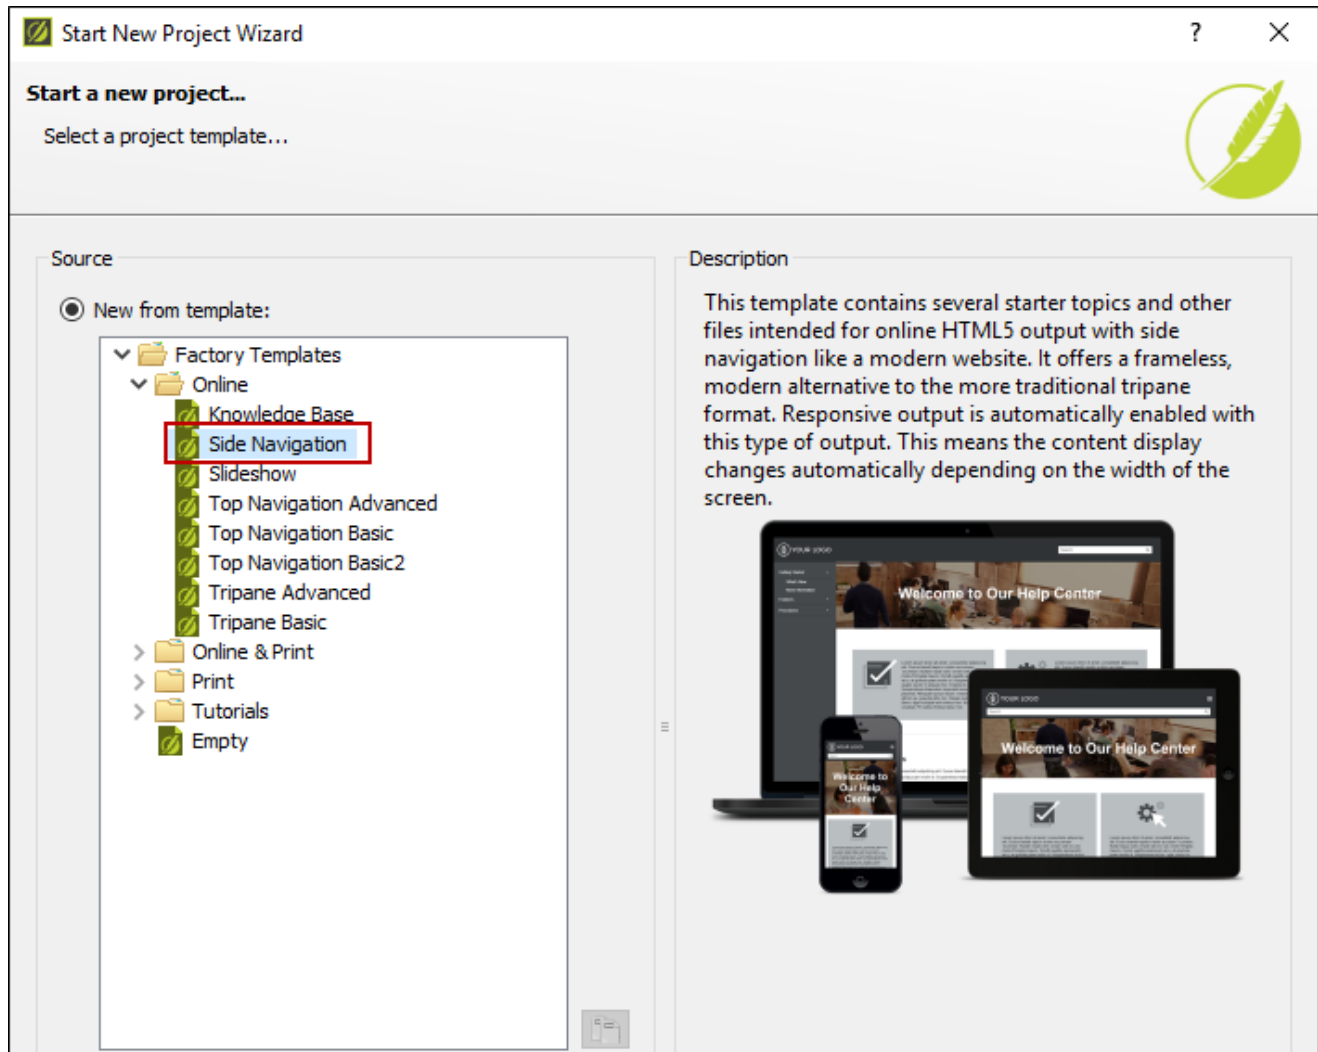 Start New Project Wizard
?
Start a new project...
Select a project template...
Source
New from template:
Factory Templates
Online
Knowledge Base
Side Navigation
Slideshow
Top Navigation Advanced
Top Navigation Basic
Top Navigation Basic2
Tripane Advanced
Tripane Basic
Online & Print
Print
Tutorials
Empty
Description
This template contains several starter topics and other
files intended for online HTML5 output with side
navigation like a modern website. It offers a frameless,
modern alternative to the more traditional tripane
format. Responsive output is automatically enabled with
this type of output. This means the content display
changes automatically depending on the width of the
screen.
YOUR LOGO
Welcome to Our Help Center
YOUR LOGO
Welcome to Our Help Center
Welcome to
Our Help
Center